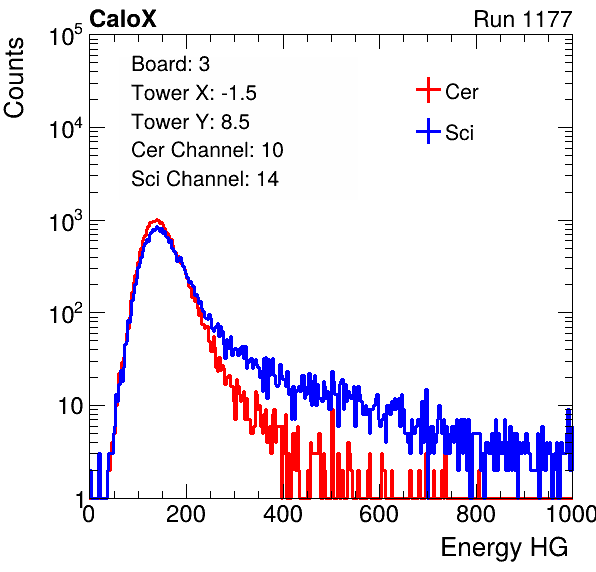 CaloX Run 1177
Counts
10^5
10^4
10^3
10^2
10
1
Board: 3
Tower X: -1.5
Tower Y: 8.5
Cer Channel: 10
Sci Channel: 14
Cer
Sci
0 200 400 600 800 1000
Energy HG